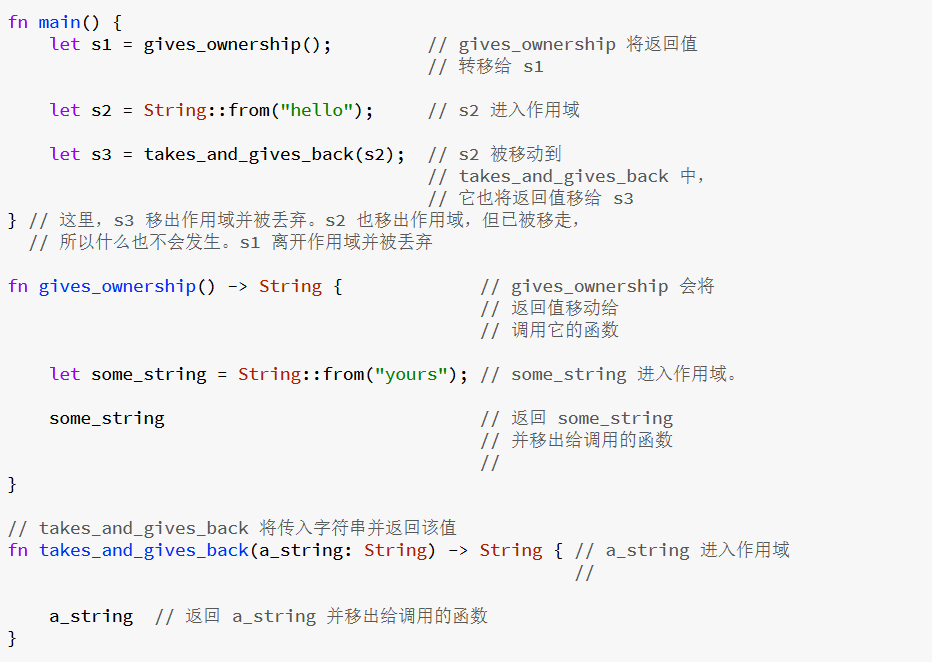 fn main() {
    let s1 = gives_ownership();         // gives_ownership 将返回值
                                        // 转移给 s1

    let s2 = String::from("hello");     // s2 进入作用域

    let s3 = takes_and_gives_back(s2);  // s2 被移动到
                                        // takes_and_gives_back 中，
                                        // 它也将返回值移给 s3
} // 这里，s3 移出作用域并被丢弃。s2 也移出作用域，但已被移走，
  // 所以什么也不会发生。s1 离开作用域并被丢弃

fn gives_ownership() -> String {             // gives_ownership 会将
                                             // 返回值移动给
                                             // 调用它的函数

    let some_string = String::from("yours"); // some_string 进入作用域。

    some_string                              // 返回 some_string
                                             // 并移出给调用的函数
                                             //
}

// takes_and_gives_back 将传入字符串并返回该值
fn takes_and_gives_back(a_string: String) -> String { // a_string 进入作用域
                                                      //

    a_string  // 返回 a_string 并移出给调用的函数
}